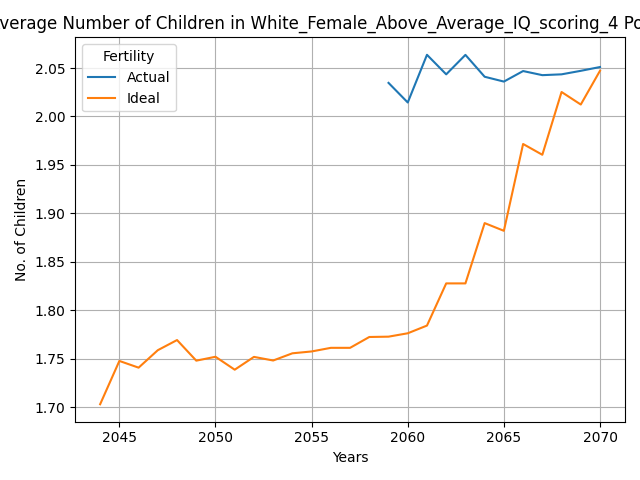 verage Number of Children in White_Female_Above_Average_IQ_scoring_4 Po
Fertility
Actual
Ideal
No. of Children
2.05
2.00
1.95
1.90
1.85
1.80
1.75
1.70
2045 2050 2055 2060 2065 2070
Years